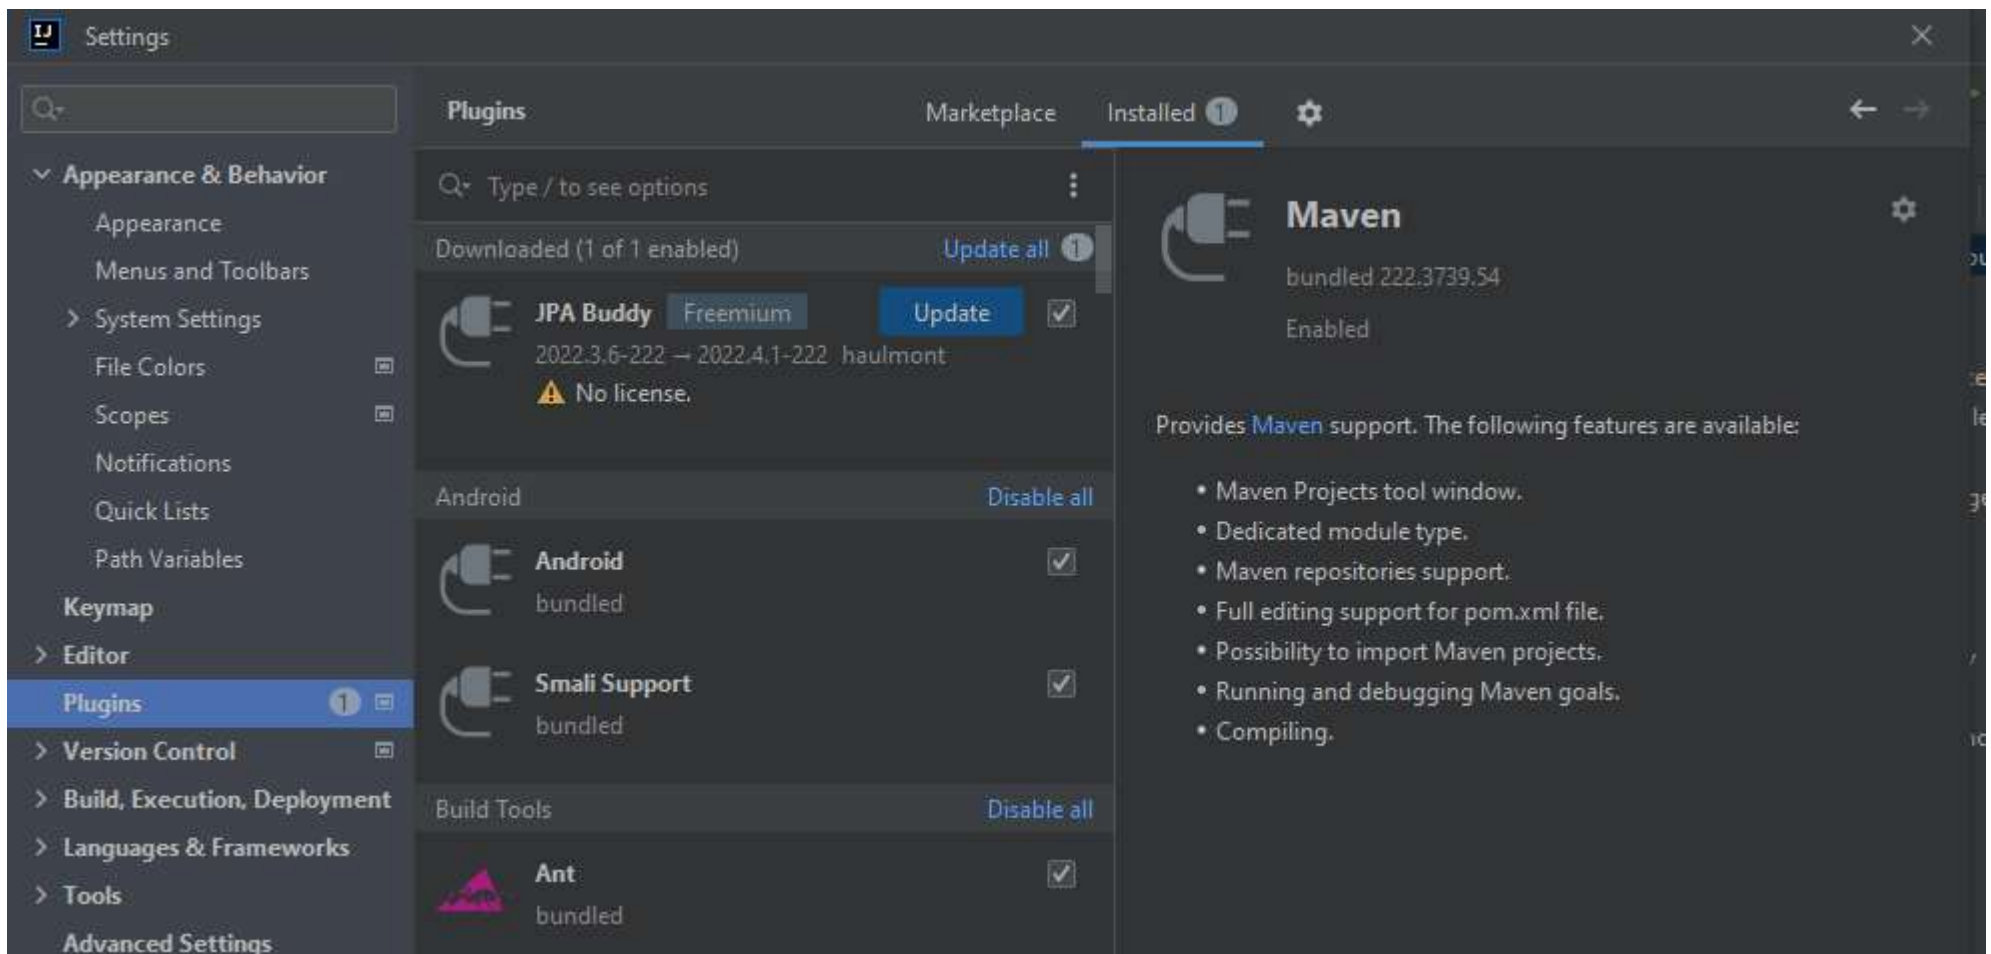 IJ Settings
Plugins
Marketplace
Installed 1
Appearance & Behavior
Appearance
Menus and Toolbars
System Settings
File Colors
Scopes
Notifications
Quick Lists
Path Variables
Keymap
Editor
Plugins 1
Version Control
Build, Execution, Deployment
Languages & Frameworks
Tools
Advanced Settings
Type / to see options
Downloaded (1 of 1 enabled) Update all 1
JPA Buddy Freemium Update
2022.3.6-222 → 2022.4.1-222 haulmont
No license.
Android Disable all
Android
bundled
Smali Support
bundled
Build Tools Disable all
Ant
bundled
Maven
bundled 222.3739.54
Enabled
Provides Maven support. The following features are available:
• Maven Projects tool window.
• Dedicated module type.
• Maven repositories support.
• Full editing support for pom.xml file.
• Possibility to import Maven projects.
• Running and debugging Maven goals.
• Compiling.